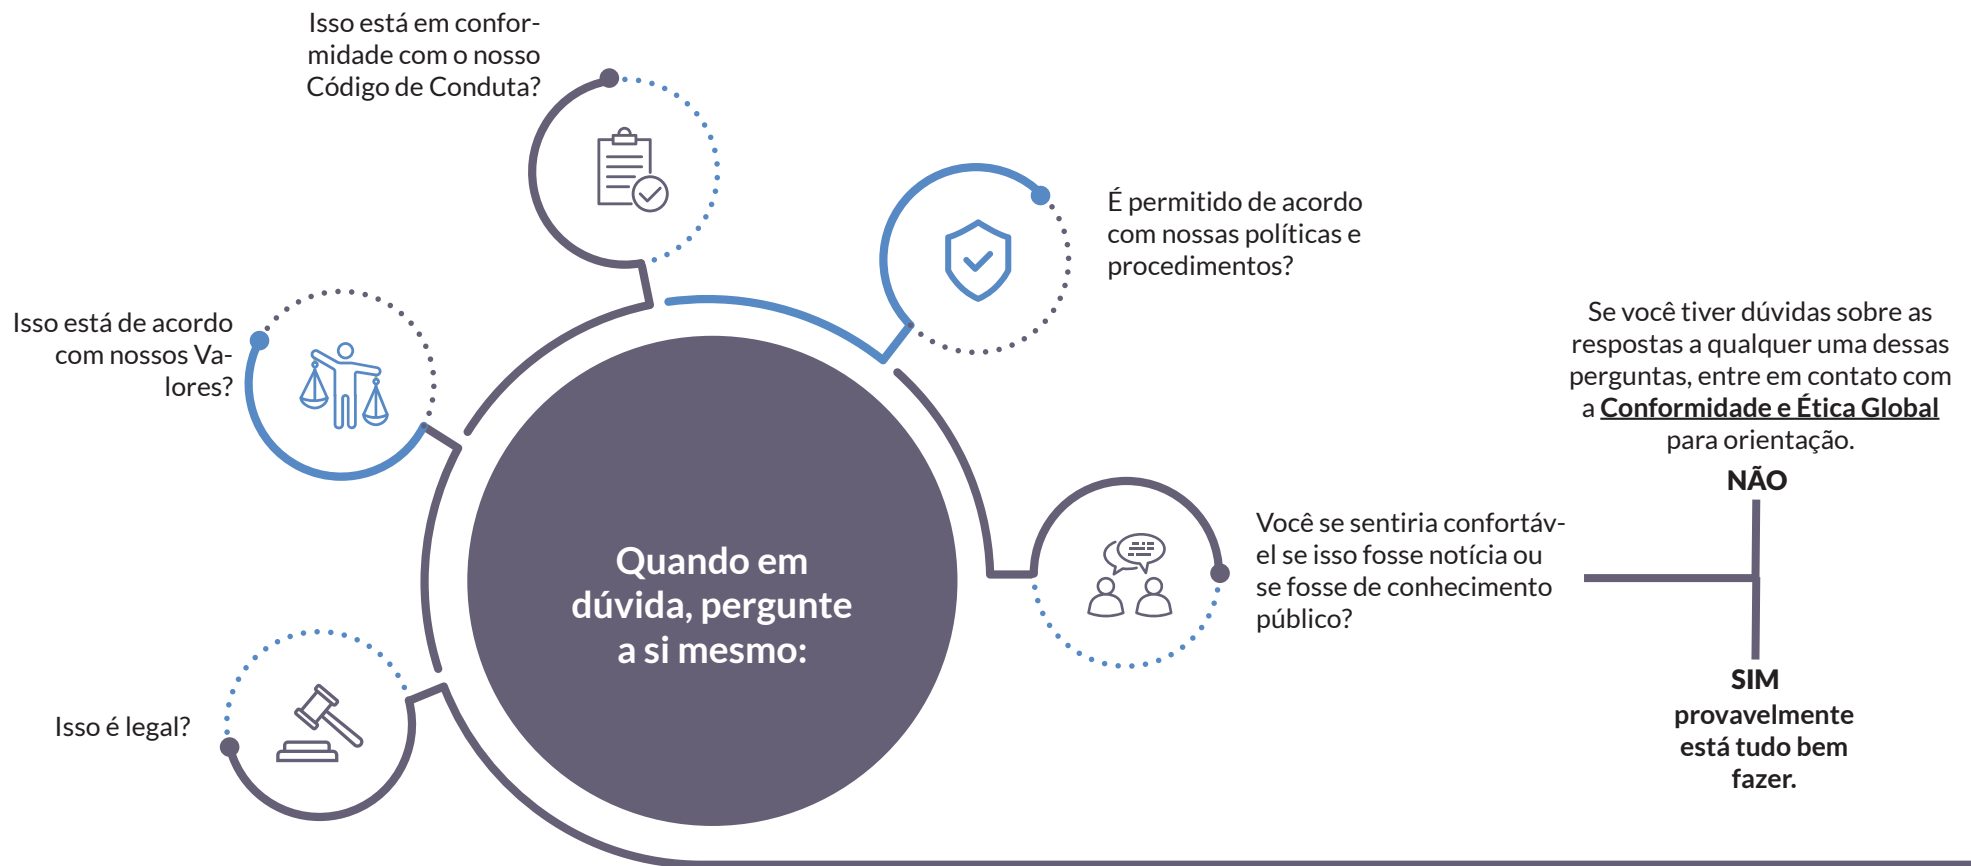 Isso está em confor-
midade com o nosso
Código de Conduta?
É permitido de acordo
com nossas políticas e
procedimentos?
Isso está de acordo
com nossos Va-
lores?
Se você tiver dúvidas sobre as
respostas a qualquer uma dessas
perguntas, entre em contato com
a Conformidade e Ética Global
para orientação.
NÃO
Você se sentiria confortáv-
el se isso fosse notícia ou
se fosse de conhecimento
público?
Quando em
dúvida, pergunte
a si mesmo:
Isso é legal?
SIM
provavelmente
está tudo bem
fazer.